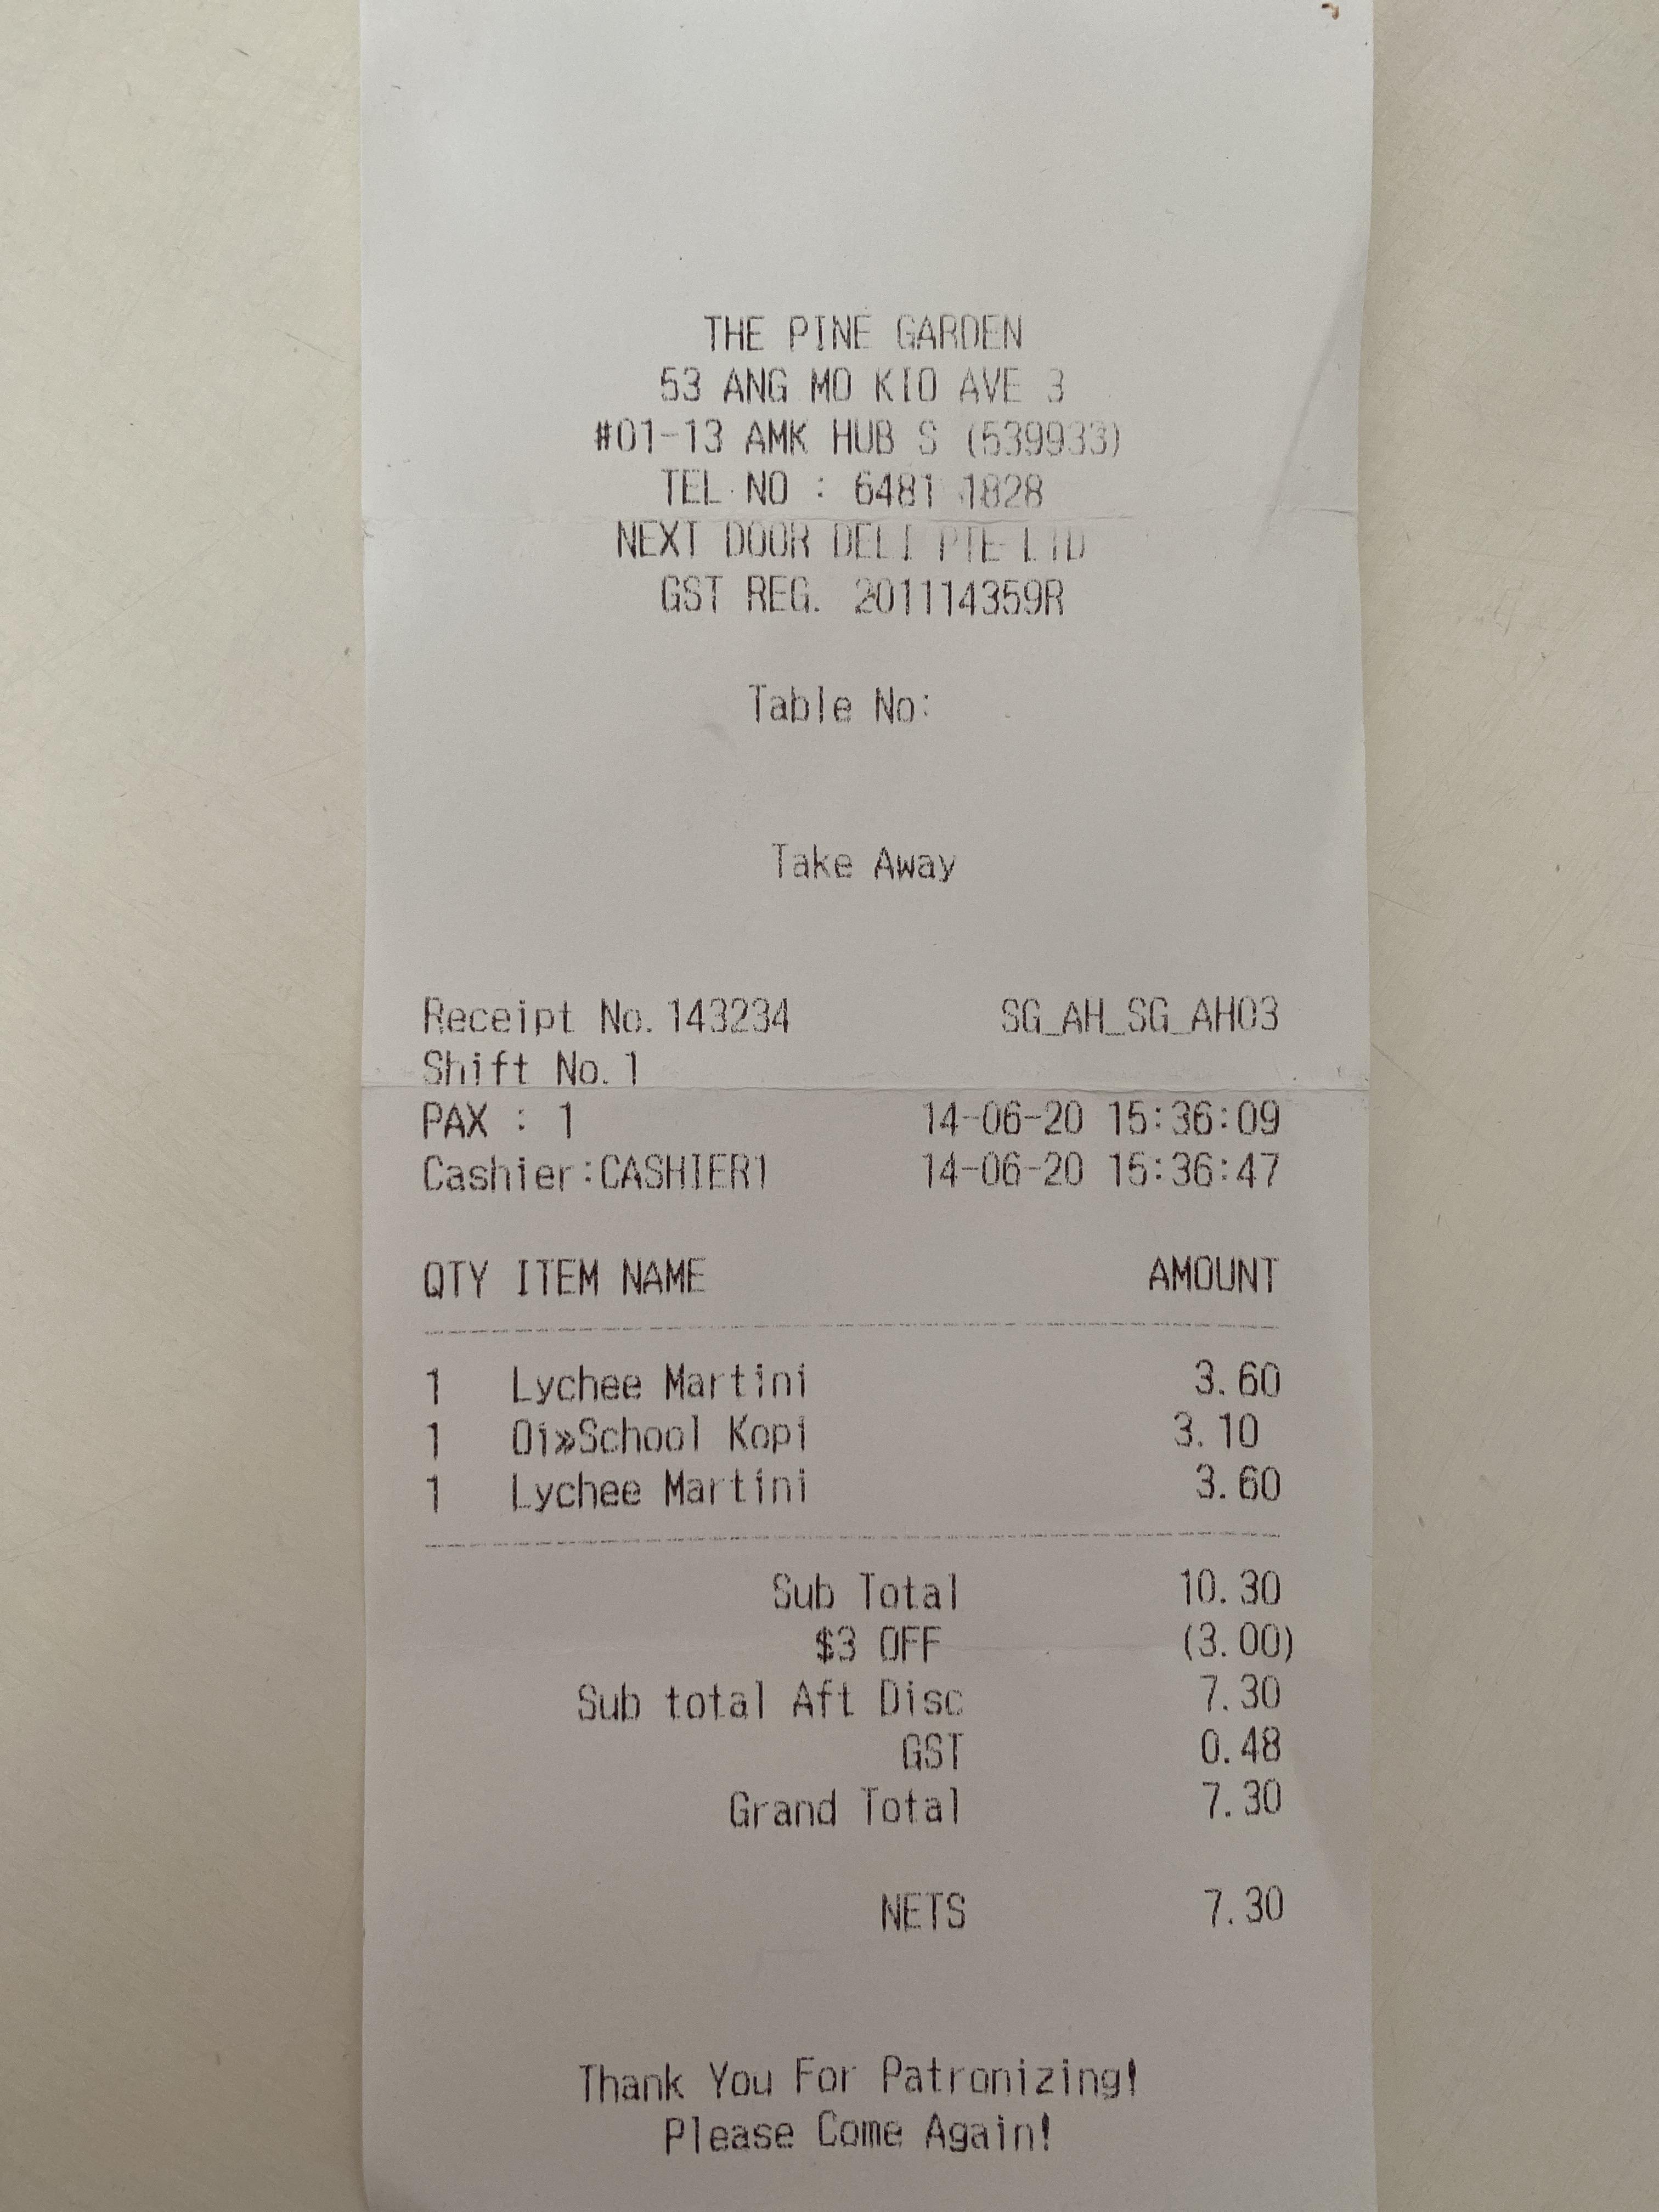 THE PINE GARDEN
53 ANG MO KIO AVE 3
#01-13 AMK HUB S (539933)
TEL NO : 6481 1828
NEXT DOOR DELI PTE LTD
GST REG. 201114359R
Table No:
Take Away
Receipt No.143234 SG_AH_SG_AH03
Shift No.1
PAX : 1 14-06-20 15:36:09
Cashier:CASHIER1 14-06-20 15:36:47
QTY ITEM NAME AMOUNT
1 Lychee Martini 3.60
1 Oi»School Kopi 3.10
1 Lychee Martini 3.60
Sub Total 10.30
$3 OFF (3.00)
Sub total Aft Disc 7.30
GST 0.48
Grand Total 7.30
NETS 7.30
Thank You For Patronizing!
Please Come Again!